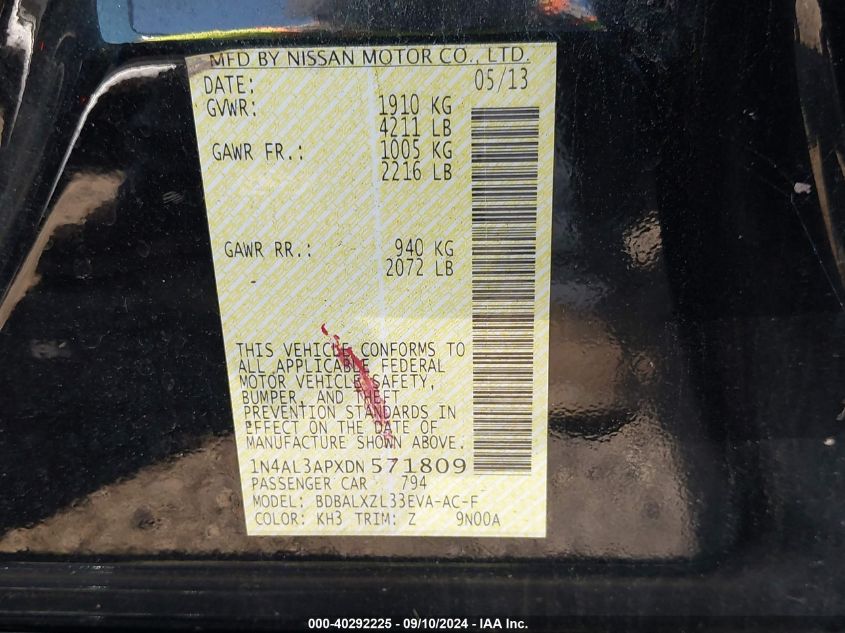 MFD BY NISSAN MOTOR CO., LTD.
DATE: 05/13
GVWR: 1910 KG
4211 LB
GAWR FR.: 1005 KG
2216 LB
GAWR RR.: 940 KG
2072 LB
THIS VEHICLE CONFORMS TO
ALL APPLICABLE FEDERAL
MOTOR VEHICLE SAFETY,
BUMPER, AND THEFT
PREVENTION STANDARDS IN
EFFECT ON THE DATE OF
MANUFACTURE SHOWN ABOVE.
1N4AL3APXDN571809
PASSENGER CAR 794
MODEL: BDBALXZL33EVA-AC-F
COLOR: KH3 TRIM: Z 9N00A
000-40292225 - 09/10/2024 - IAA Inc.